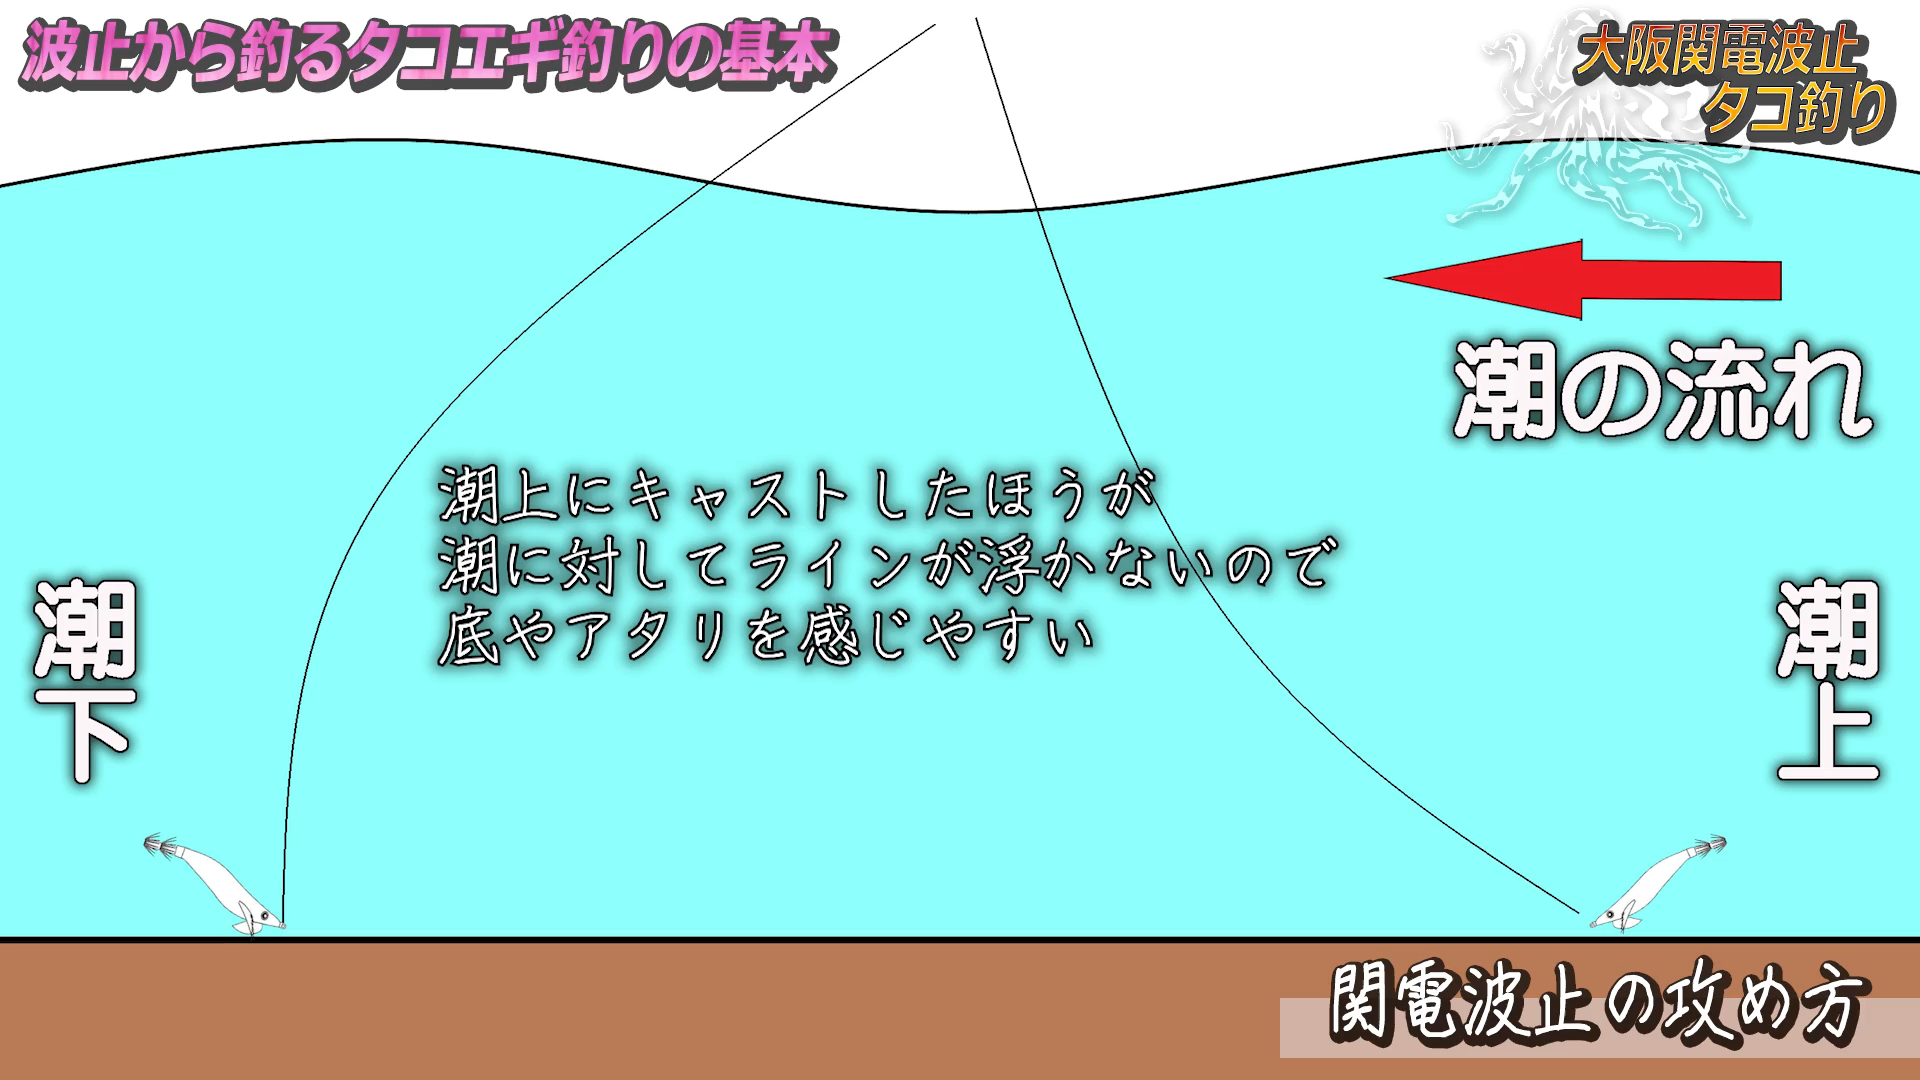 波止から釣るタコエギ釣りの基本
大阪関電波止
タコ釣り
潮の流れ
潮上にキャストしたほうが
潮に対してラインが浮かないので
底やアタリを感じやすい
潮下
潮上
関電波止の攻め方